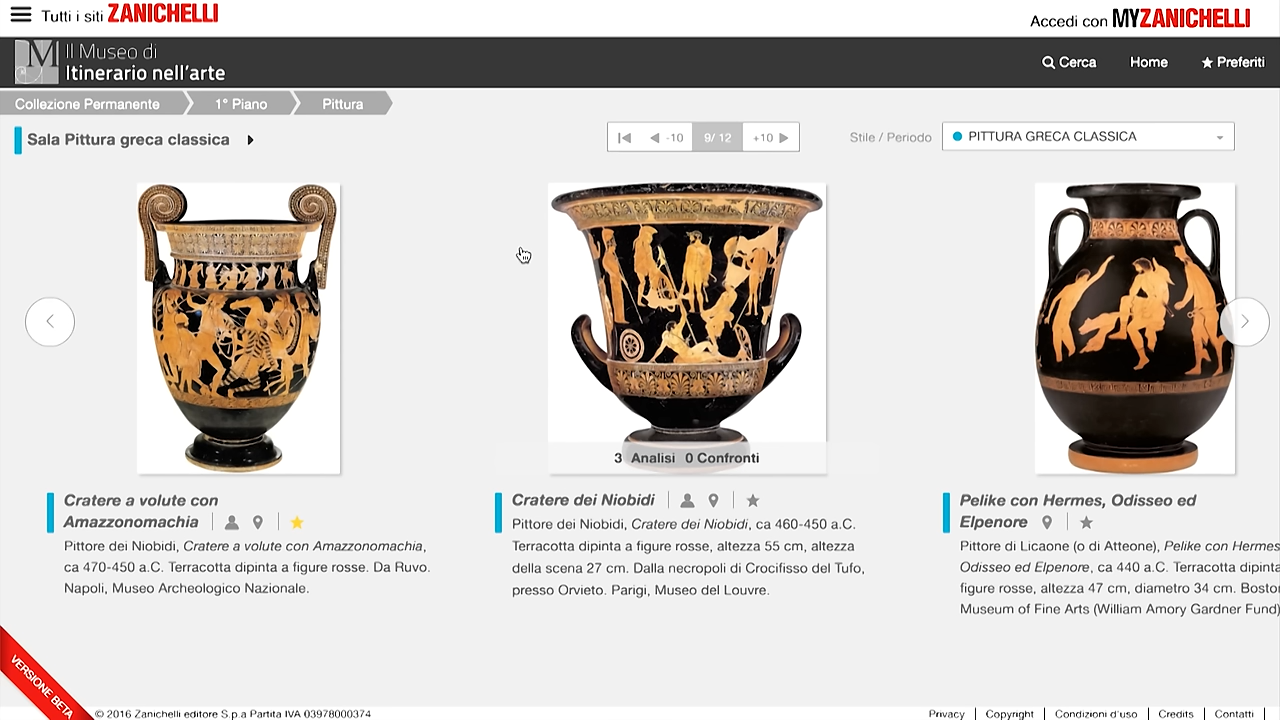 Tutti i siti ZANICHELLI
Accedi con MYZANICHELLI
M Il Museo di
Itinerario nell'arte
Cerca Home Preferiti
Collezione Permanente 1° Piano Pittura
Sala Pittura greca classica
-10 9/ 12 +10
Stile / Periodo PITTURA GRECA CLASSICA
3 Analisi 0 Confronti
Cratere a volute con
Amazzonomachia
Pittore dei Niobidi, Cratere a volute con Amazzonomachia,
ca 470-450 a.C. Terracotta dipinta a figure rosse. Da Ruvo.
Napoli, Museo Archeologico Nazionale.
Cratere dei Niobidi
Pittore dei Niobidi, Cratere dei Niobidi, ca 460-450 a.C.
Terracotta dipinta a figure rosse, altezza 55 cm, altezza
della scena 27 cm. Dalla necropoli di Crocifisso del Tufo,
presso Orvieto. Parigi, Museo del Louvre.
Pelike con Hermes, Odisseo ed
Elpenore
Pittore di Licaone (o di Atteone), Pelike con Hermes
Odisseo ed Elpenore, ca 440 a.C. Terracotta dipinta
figure rosse, altezza 47 cm, diametro 34 cm. Boston
Museum of Fine Arts (William Amory Gardner Fund)
VERSIONE BETA
© 2016 Zanichelli editore S.p.a Partita IVA 03978000374
Privacy Copyright Condizioni d'uso Credits Contatti